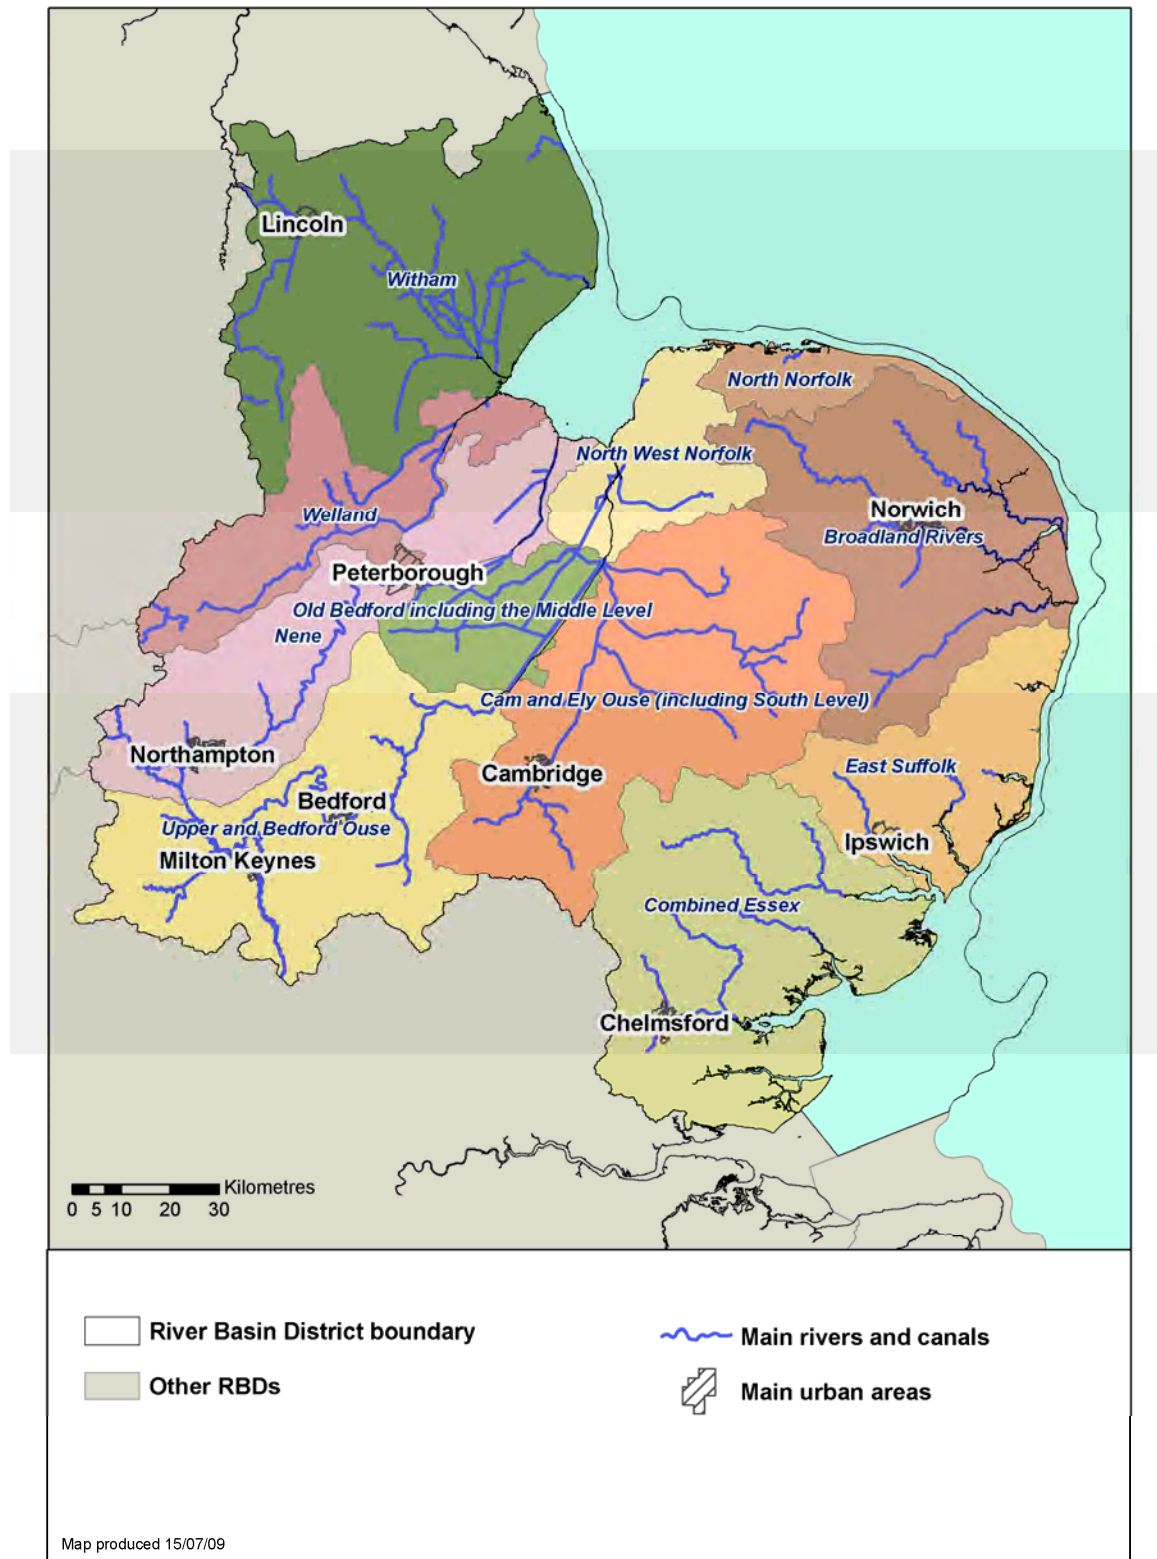 Lincoln
Witham
North Norfolk
North West Norfolk
Norwich
Welland
Broadland Rivers
Peterborough
Old Bedford including the Middle Level
Nene
Cam and Ely Ouse (including South Level)
Northampton
East Suffolk
Cambridge
Bedford
Upper and Bedford Ouse
Ipswich
Milton Keynes
Combined Essex
Chelmsford
Kilometres
0 5 10 20 30
River Basin District boundary
Main rivers and canals
Other RBDs
Main urban areas
Map produced 15/07/09